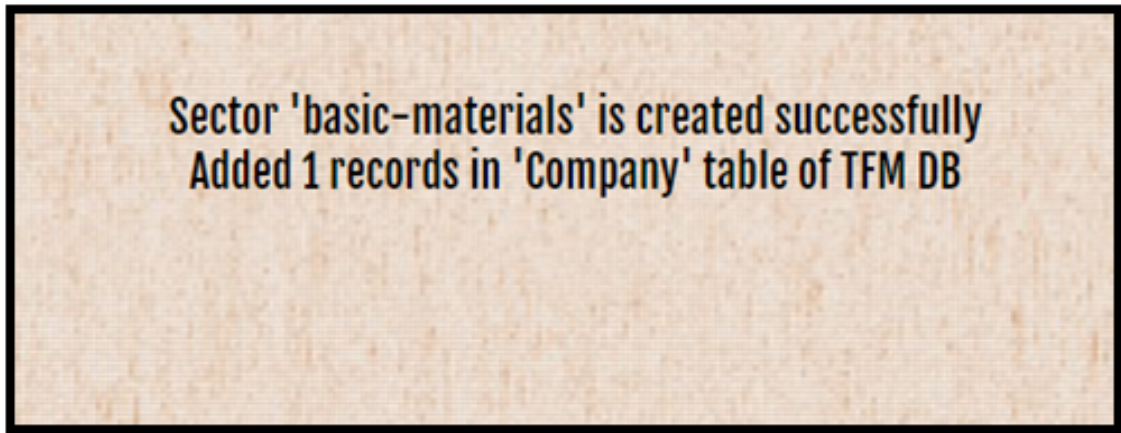 Sector 'basic-materials' is created successfully
Added 1 records in 'Company' table of TFM DB